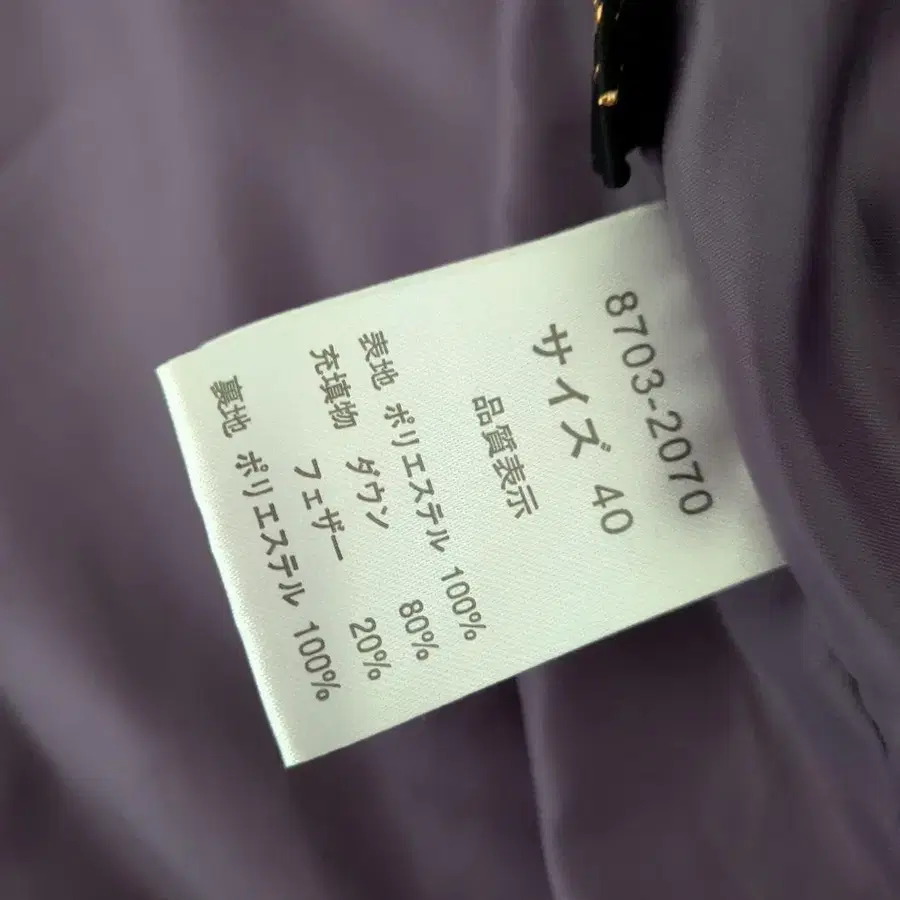 8703-2070
サイズ 40
品質表示
表地 ポリエステル 100%
充填物 ダウン 80%
フェザー 20%
裏地 ポリエステル 100%